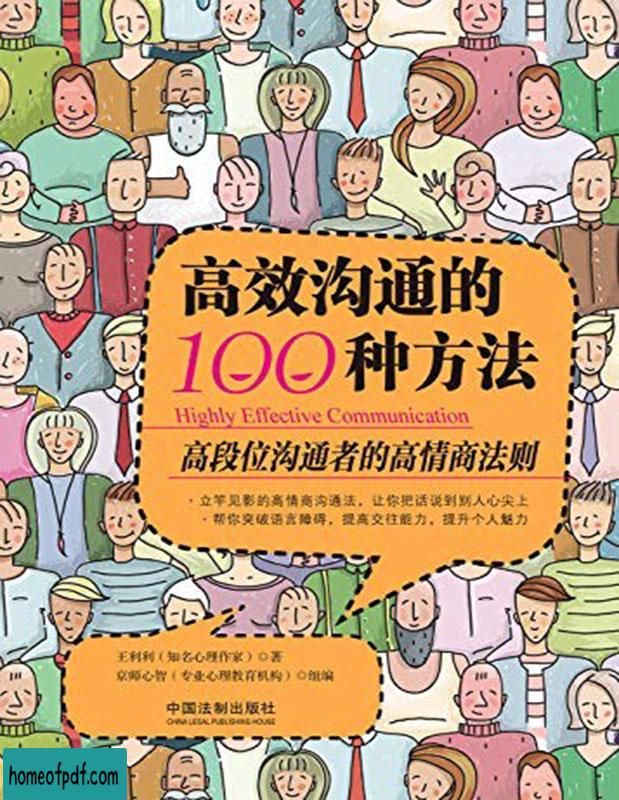 高效沟通的
100种方法
Highly Effective Communication
高段位沟通者的高情商法则
·立竿见影的高情商沟通法，让你把话说到别人心尖上
·帮你突破语言障碍，提高交往能力，提升个人魅力
王利利（知名心理作家）◎著
京师心智（专业心理教育机构）◎组编
中国法制出版社
CHINA LEGAL PUBLISHING HOUSE
homeofpdf.com